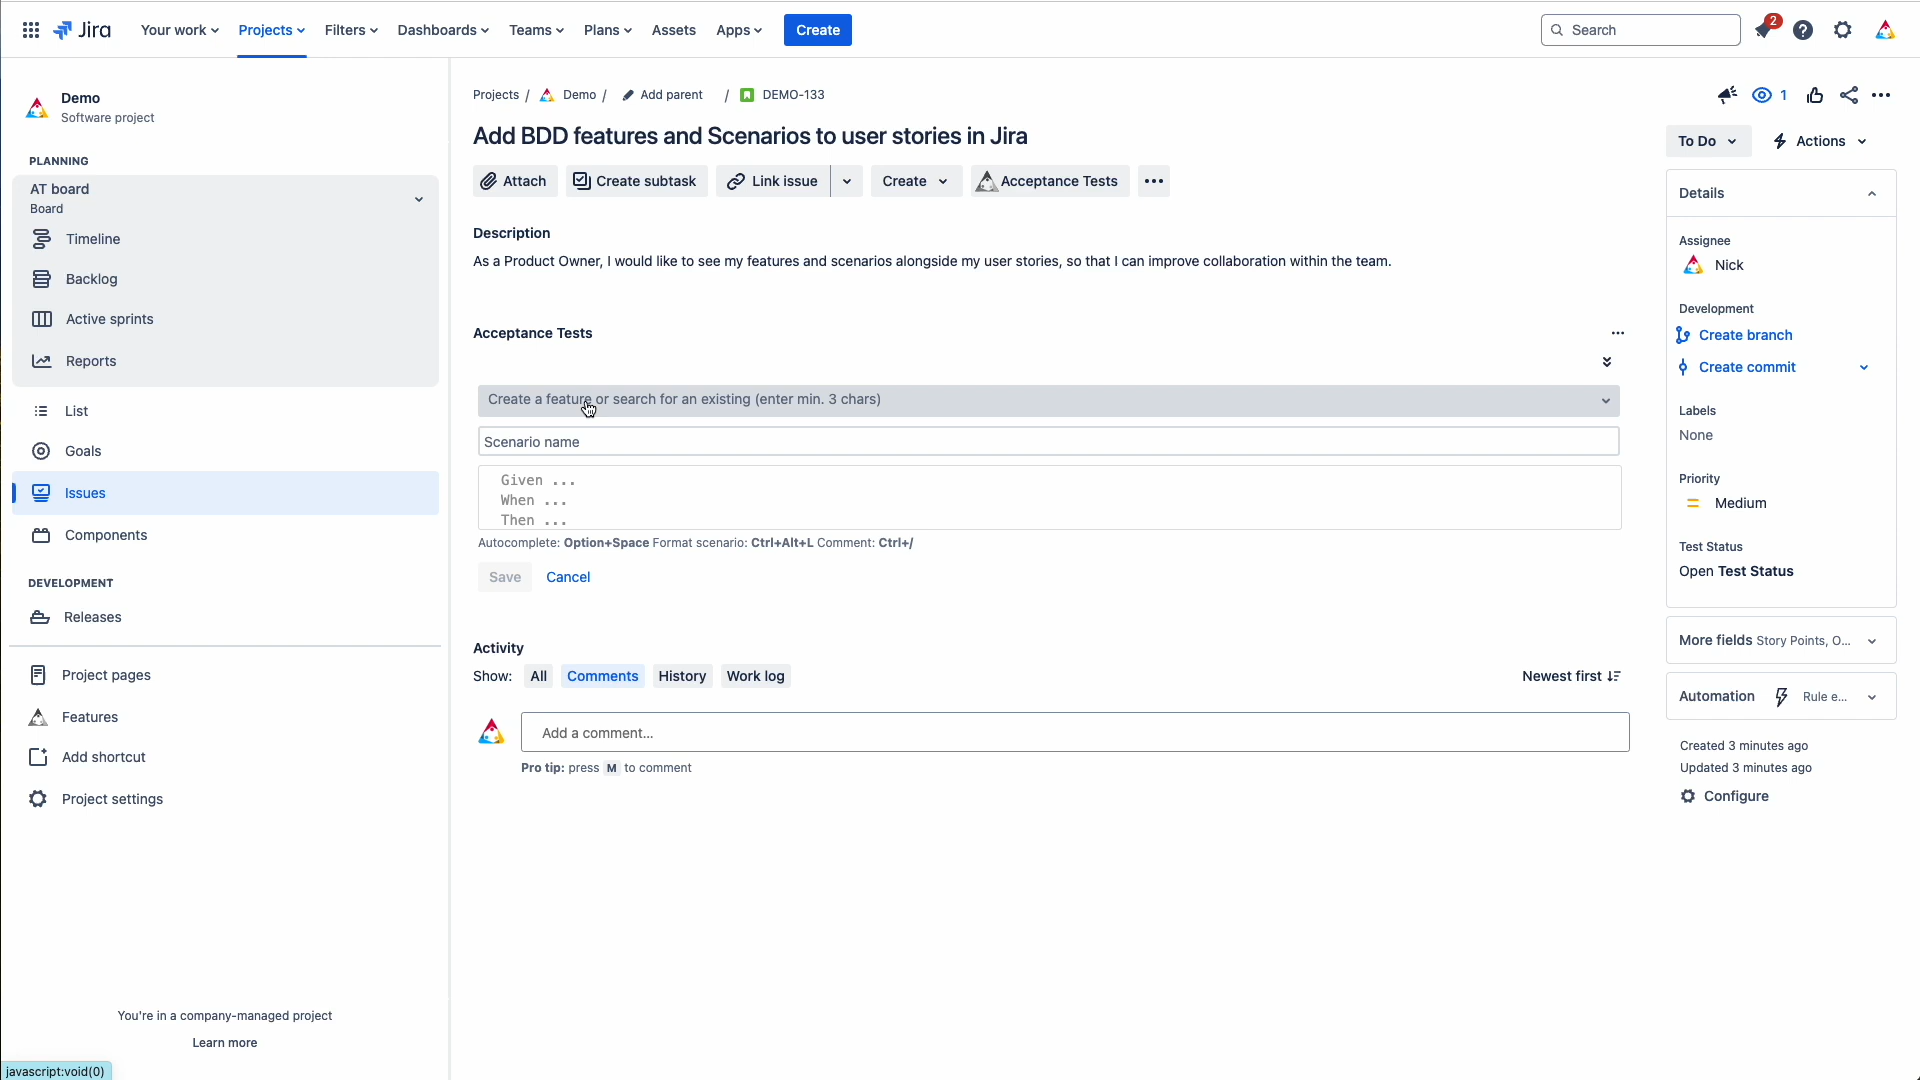 Jira
Your work
Projects
Filters
Dashboards
Teams
Plans
Assets
Apps
Create
Search
2
Demo
Software project
PLANNING
AT board
Board
Timeline
Backlog
Active sprints
Reports
List
Goals
Issues
Components
DEVELOPMENT
Releases
Project pages
Features
Add shortcut
Project settings
You're in a company-managed project
Learn more
javascript:void(0)
Projects / Demo / Add parent / DEMO-133
1
Add BDD features and Scenarios to user stories in Jira
Attach
Create subtask
Link issue
Create
Acceptance Tests
Description
As a Product Owner, I would like to see my features and scenarios alongside my user stories, so that I can improve collaboration within the team.
Acceptance Tests
Create a feature or search for an existing (enter min. 3 chars)
Scenario name
Given ...
When ...
Then ...
Autocomplete: Option+Space Format scenario: Ctrl+Alt+L Comment: Ctrl+/
Save
Cancel
Activity
Show: All Comments History Work log
Newest first
Add a comment...
Pro tip: press M to comment
To Do
Actions
Details
Assignee
Nick
Development
Create branch
Create commit
Labels
None
Priority
Medium
Test Status
Open Test Status
More fields Story Points, O...
Automation Rule e...
Created 3 minutes ago
Updated 3 minutes ago
Configure